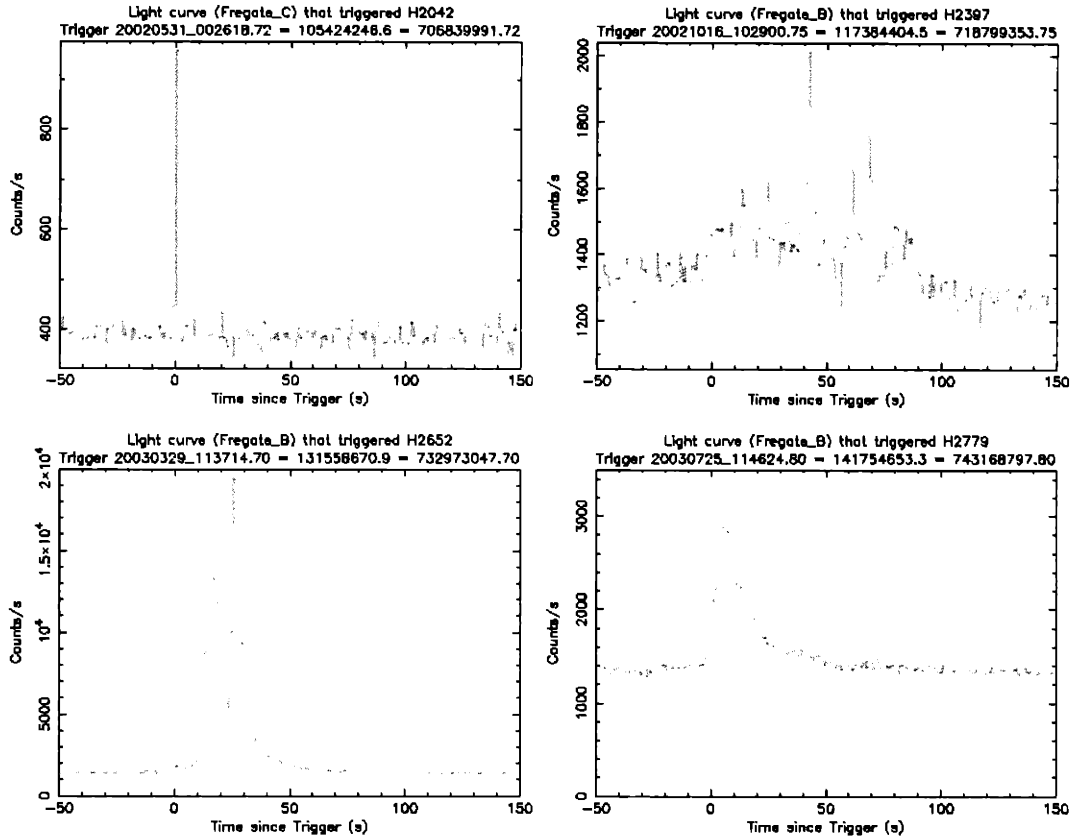 Light curve (Fregate_C) that triggered H2042
Trigger 20020531_002618.72 = 105424246.6 = 706839991.72
Counts/s
800
600
400
-50 0 50 100 150
Time since Trigger (s)
Light curve (Fregate_B) that triggered H2397
Trigger 20021016_102900.75 = 117384404.5 = 718799353.75
Counts/s
2000
1800
1600
1400
1200
-50 0 50 100 150
Time since Trigger (s)
Light curve (Fregate_B) that triggered H2652
Trigger 20030329_113714.70 = 131558670.9 = 732973047.70
Counts/s
2×10⁴
1.5×10⁴
10⁴
5000
0
-50 0 50 100 150
Time since Trigger (s)
Light curve (Fregate_B) that triggered H2779
Trigger 20030725_114624.80 = 141754653.3 = 743168797.80
Counts/s
3000
2000
1000
0
-50 0 50 100 150
Time since Trigger (s)